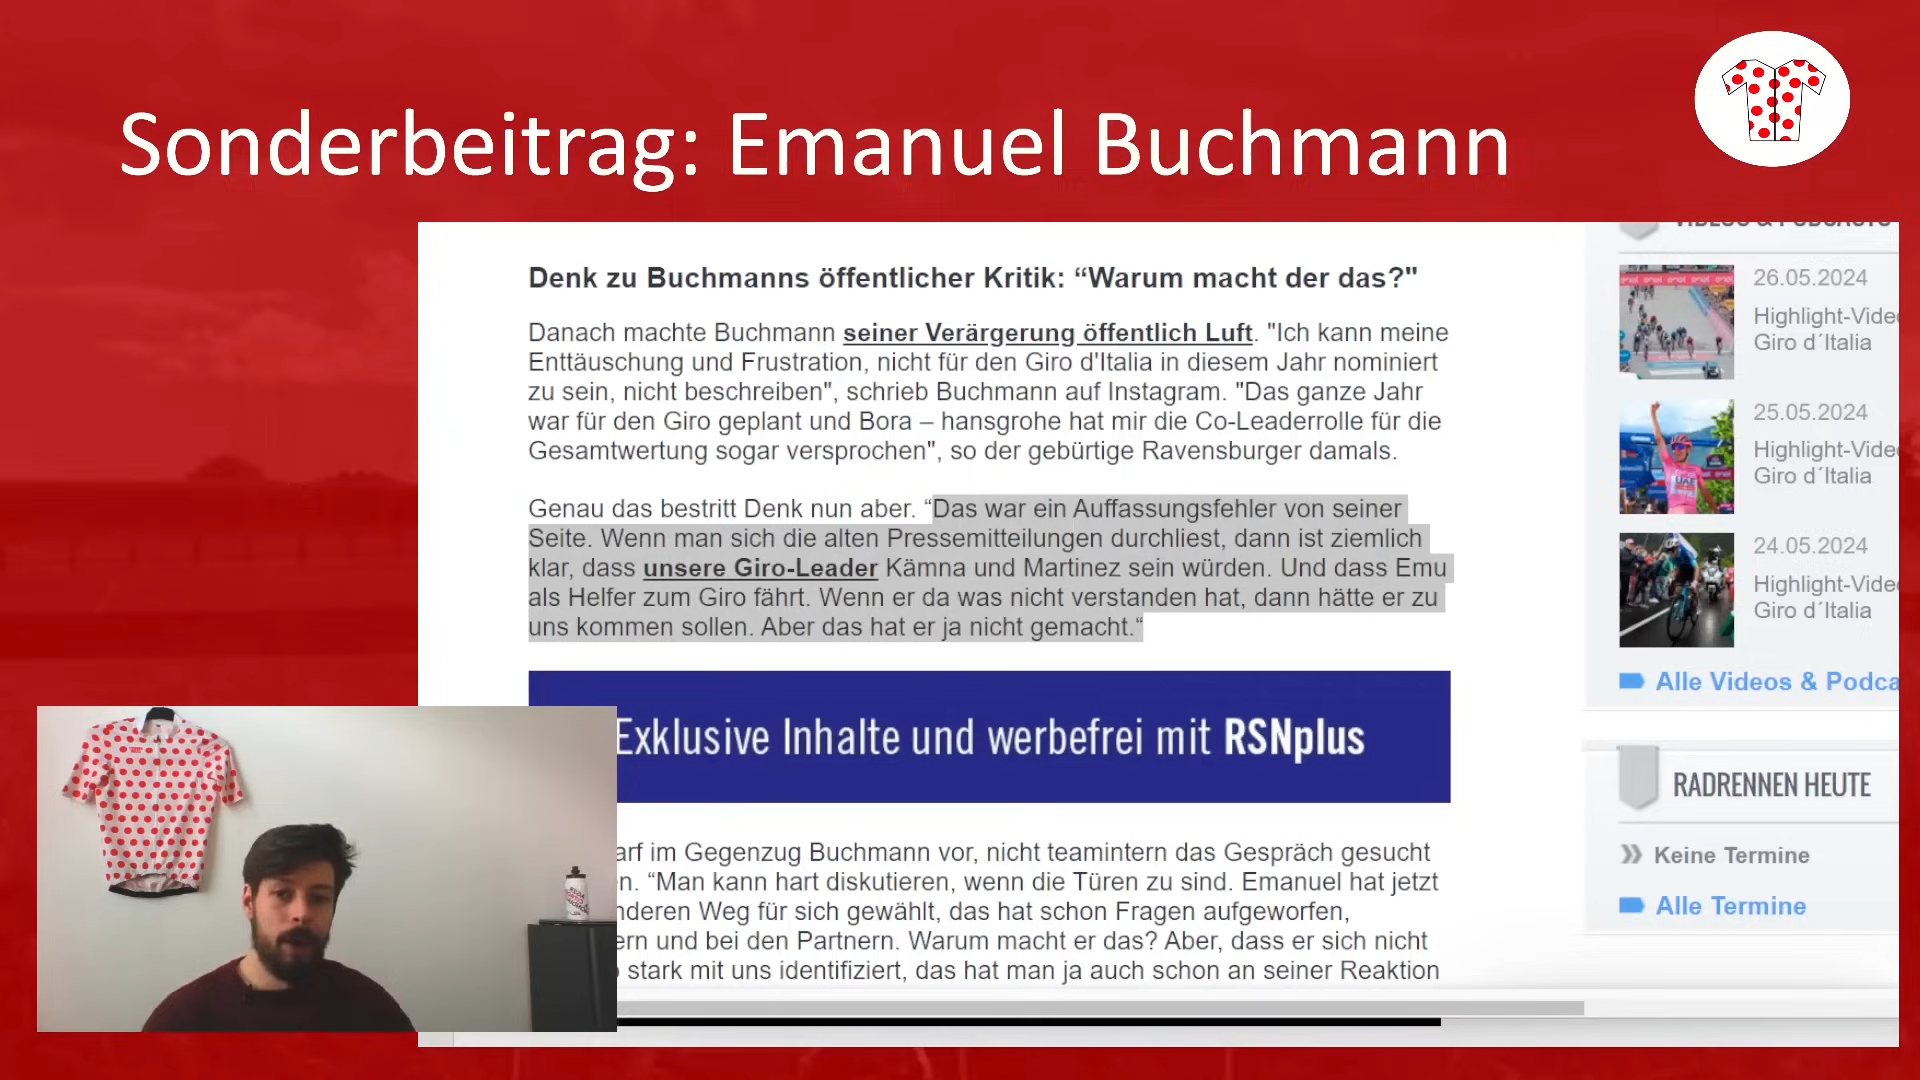 Sonderbeitrag: Emanuel Buchmann
Denk zu Buchmanns öffentlicher Kritik: “Warum macht der das?"
Danach machte Buchmann seiner Verärgerung öffentlich Luft. "Ich kann meine
Enttäuschung und Frustration, nicht für den Giro d'Italia in diesem Jahr nominiert
zu sein, nicht beschreiben", schrieb Buchmann auf Instagram. "Das ganze Jahr
war für den Giro geplant und Bora – hansgrohe hat mir die Co-Leaderrolle für die
Gesamtwertung sogar versprochen", so der gebürtige Ravensburger damals.
Genau das bestritt Denk nun aber. “Das war ein Auffassungsfehler von seiner
Seite. Wenn man sich die alten Pressemitteilungen durchliest, dann ist ziemlich
klar, dass unsere Giro-Leader Kämna und Martinez sein würden. Und dass Emu
als Helfer zum Giro fährt. Wenn er da was nicht verstanden hat, dann hätte er zu
uns kommen sollen. Aber das hat er ja nicht gemacht.“
Exklusive Inhalte und werbefrei mit RSNplus
arf im Gegenzug Buchmann vor, nicht teamintern das Gespräch gesucht
n. “Man kann hart diskutieren, wenn die Türen zu sind. Emanuel hat jetzt
nderen Weg für sich gewählt, das hat schon Fragen aufgeworfen,
ern und bei den Partnern. Warum macht er das? Aber, dass er sich nicht
stark mit uns identifiziert, das hat man ja auch schon an seiner Reaktion
VIDEOS & PODCASTS
26.05.2024
Highlight-Vide
Giro d´Italia
25.05.2024
Highlight-Vide
Giro d´Italia
24.05.2024
Highlight-Vide
Giro d´Italia
Alle Videos & Podca
RADRENNEN HEUTE
Keine Termine
Alle Termine